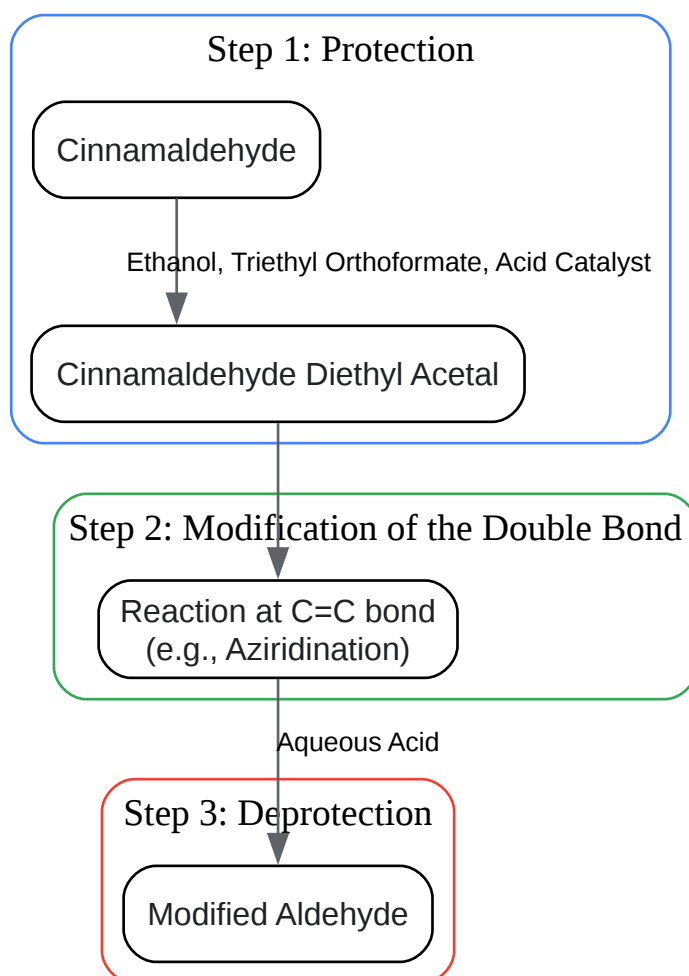 Step 1: Protection
Cinnamaldehyde
Ethanol, Triethyl Orthoformate, Acid Catalyst
Cinnamaldehyde Diethyl Acetal
Step 2: Modification of the Double Bond
Reaction at C=C bond
(e.g., Aziridination)
Aqueous Acid
Step 3: Deprotection
Modified Aldehyde